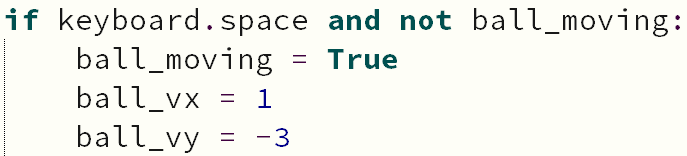 if keyboard.space and not ball_moving:
    ball_moving = True
    ball_vx = 1
    ball_vy = -3